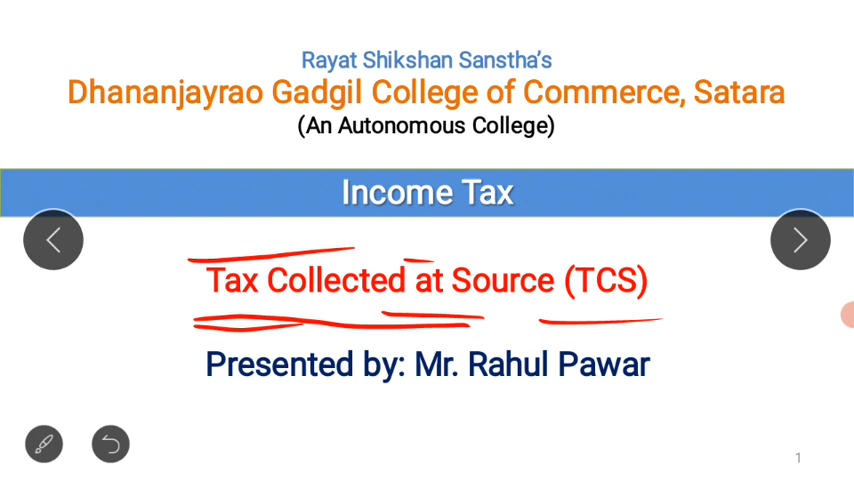 Rayat Shikshan Sanstha's
Dhananjayrao Gadgil College of Commerce, Satara
(An Autonomous College)
Income Tax
Tax Collected at Source (TCS)
Presented by: Mr. Rahul Pawar
1